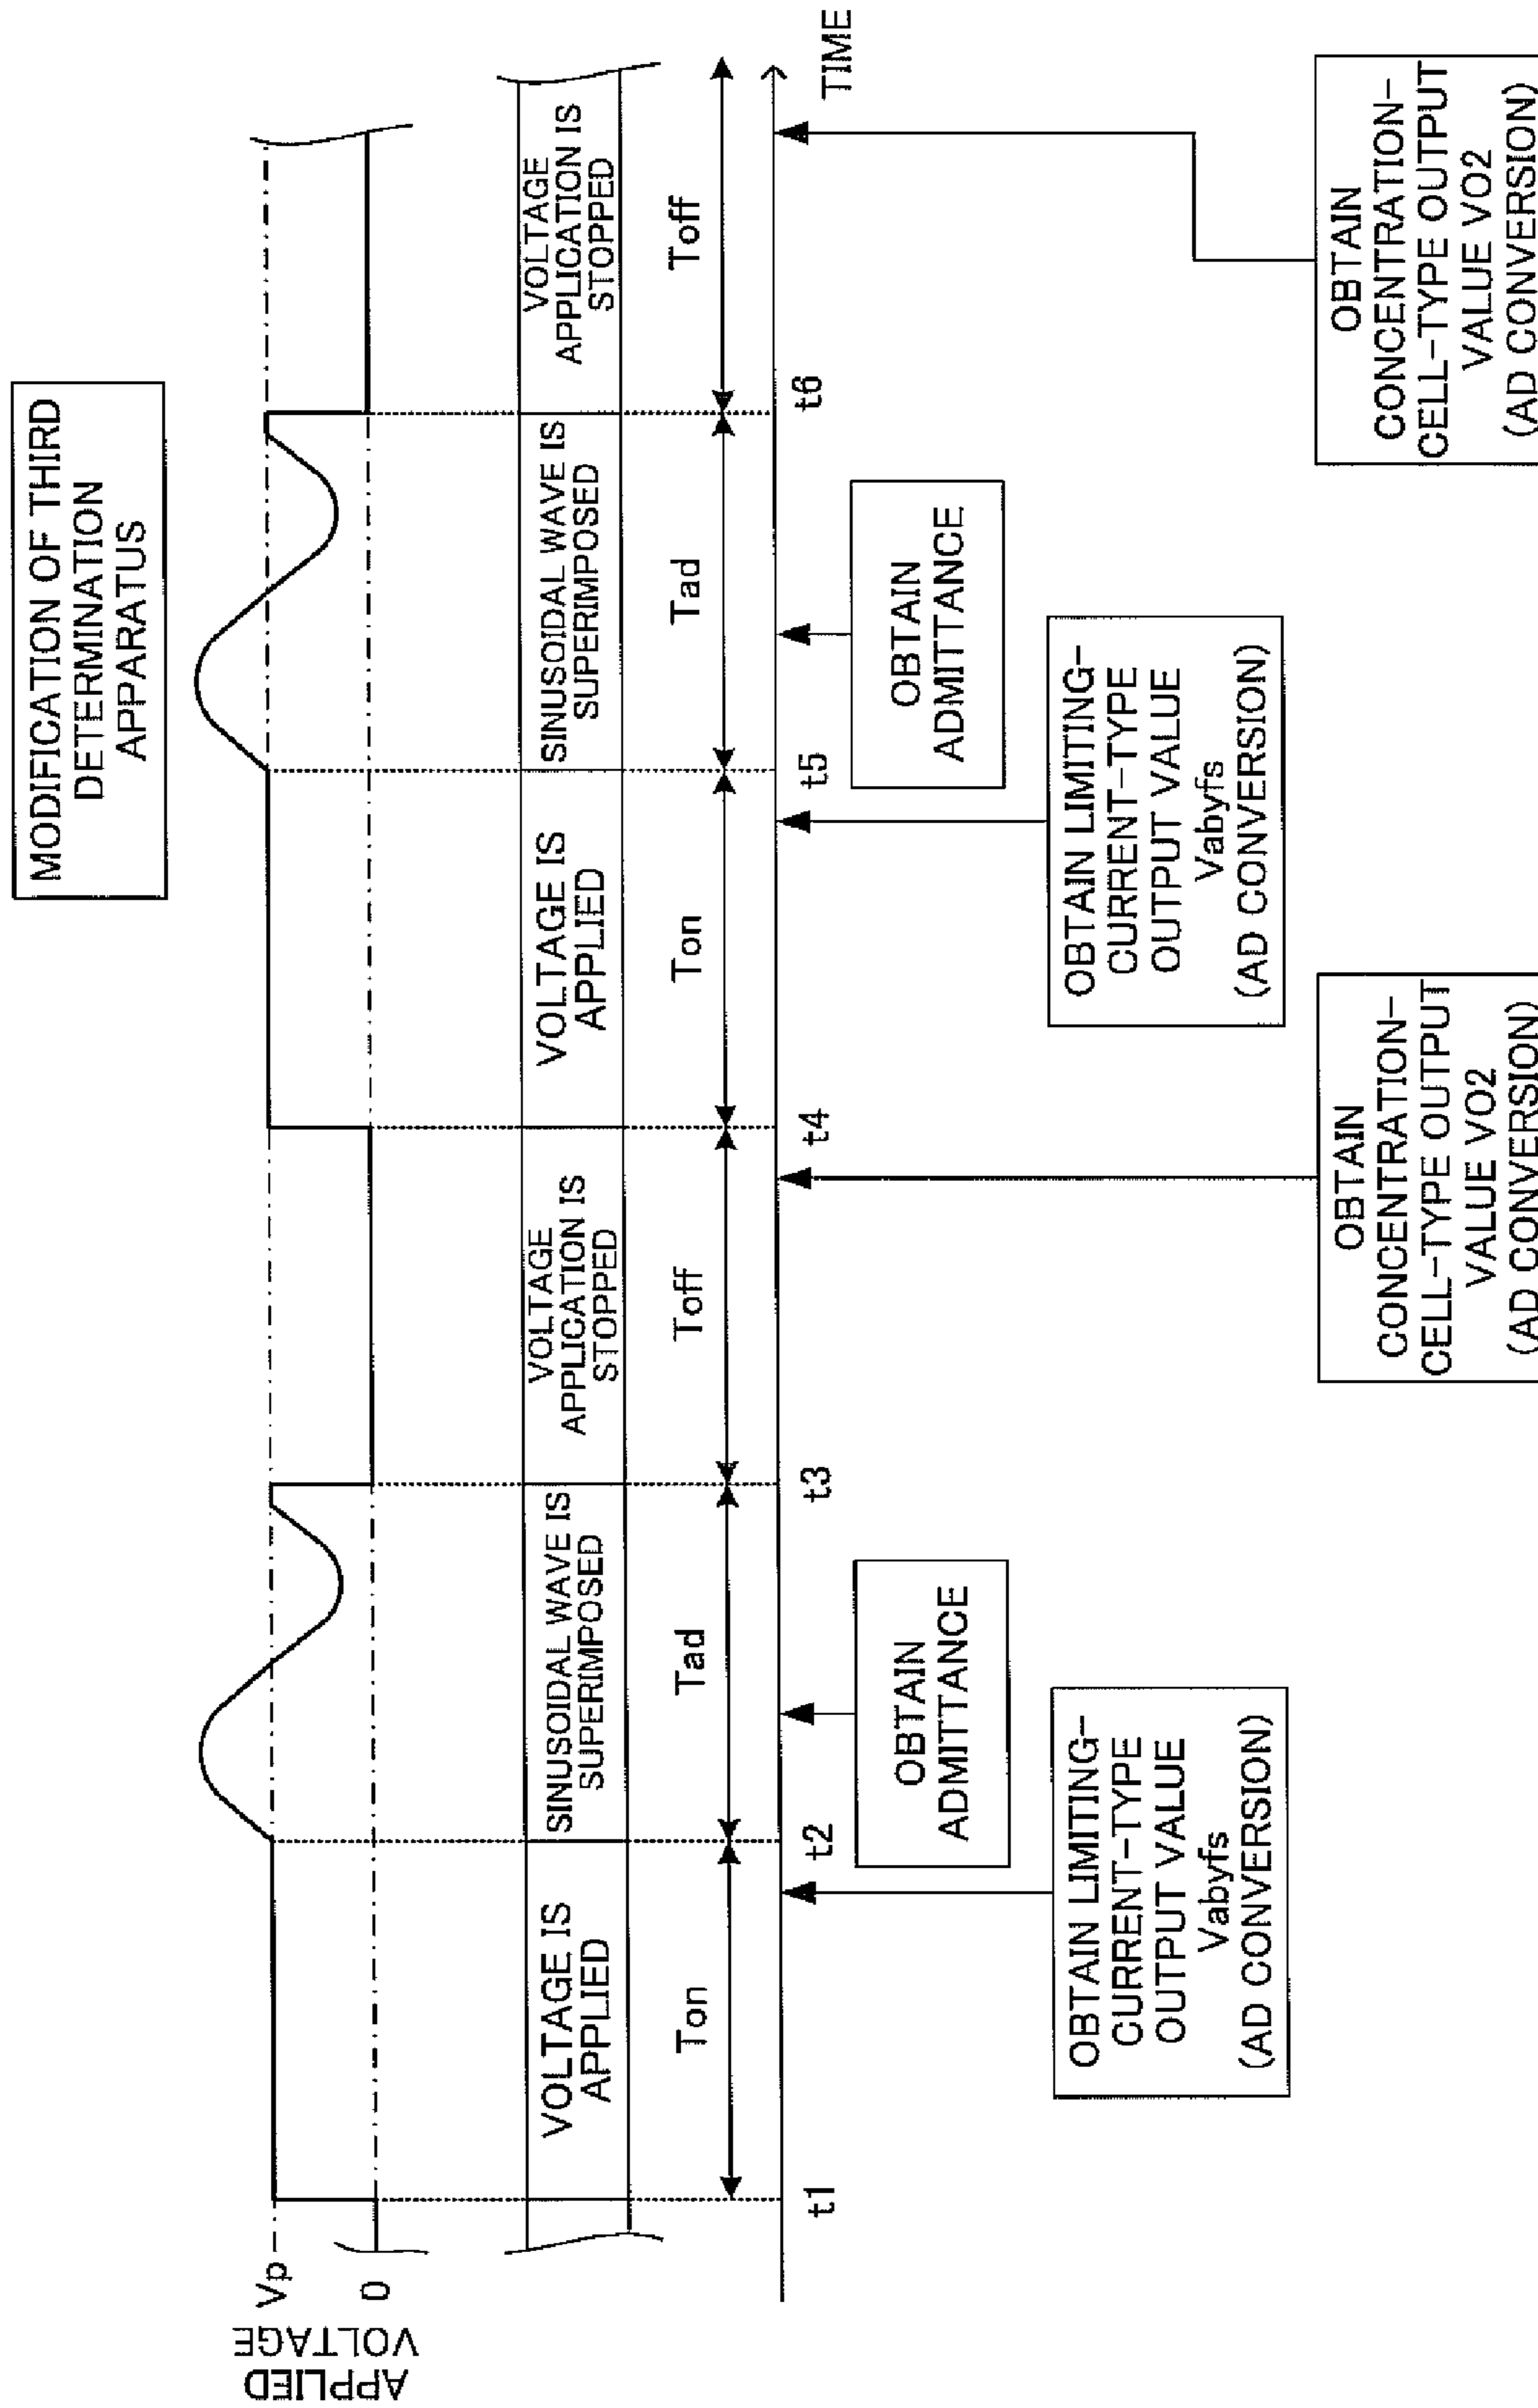 MODIFICATION OF THIRD
DETERMINATION
APPARATUS
APPLIED
VOLTAGE
Vp
0
VOLTAGE IS
APPLIED
SINUSOIDAL WAVE IS
SUPERIMPOSED
VOLTAGE
APPLICATION IS
STOPPED
VOLTAGE IS
APPLIED
SINUSOIDAL WAVE IS
SUPERIMPOSED
VOLTAGE
APPLICATION IS
STOPPED
Ton
Tad
Toff
Ton
Tad
Toff
t1
t2
t3
t4
t5
t6
TIME
OBTAIN
ADMITTANCE
OBTAIN
ADMITTANCE
OBTAIN LIMITING-
CURRENT-TYPE
OUTPUT VALUE
Vabyfs
(AD CONVERSION)
OBTAIN LIMITING-
CURRENT-TYPE
OUTPUT VALUE
Vabyfs
(AD CONVERSION)
OBTAIN
CONCENTRATION-
CELL-TYPE OUTPUT
VALUE VO2
(AD CONVERSION)
OBTAIN
CONCENTRATION-
CELL-TYPE OUTPUT
VALUE VO2
(AD CONVERSION)